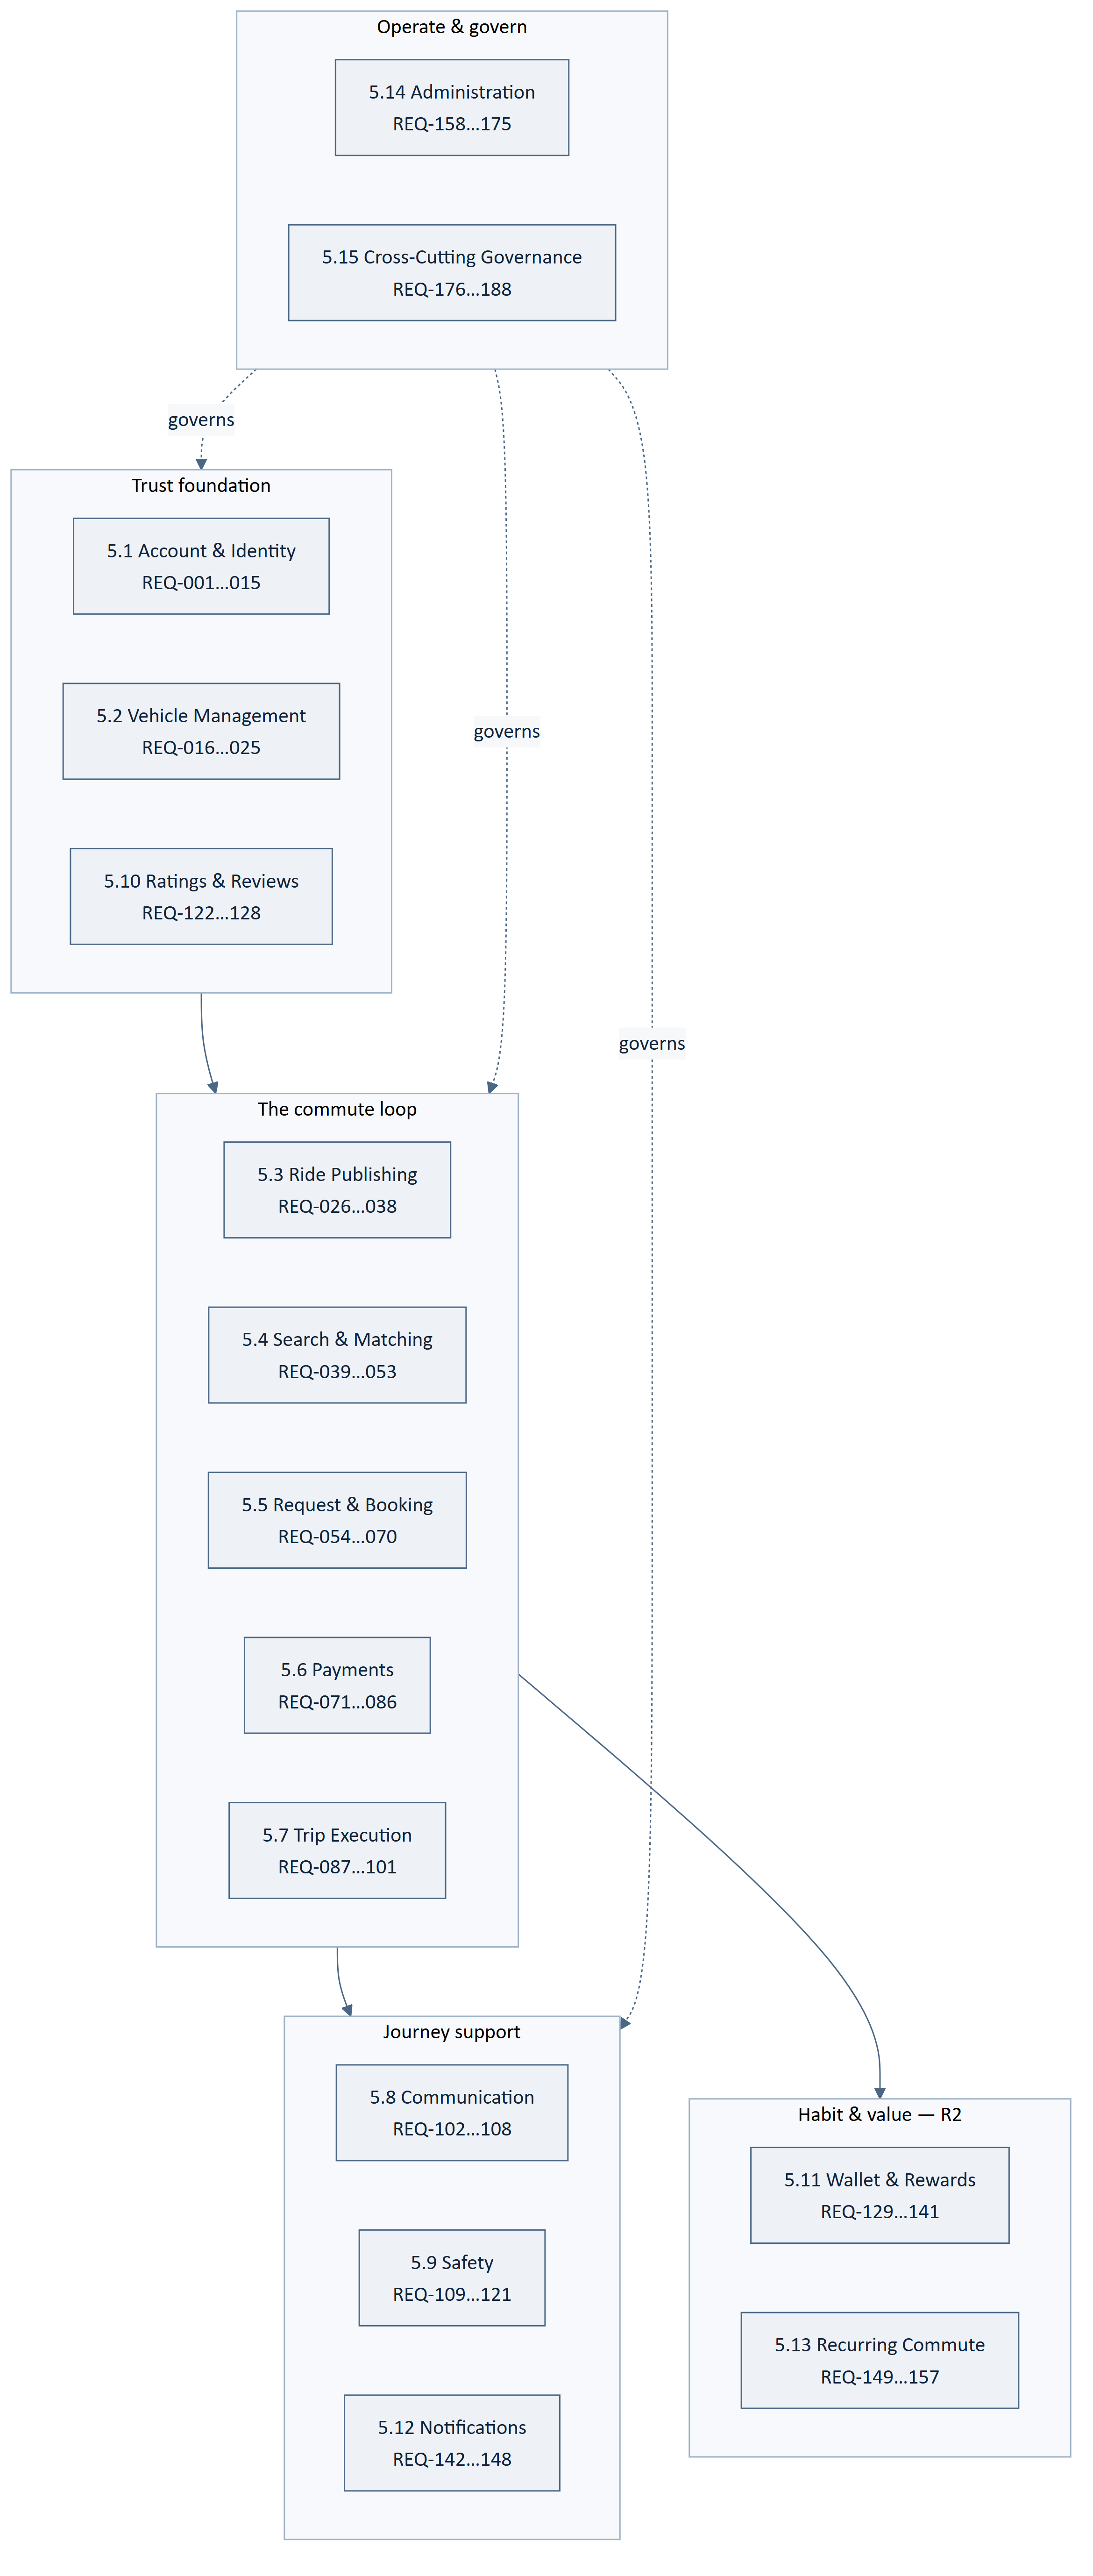 Operate & govern
5.14 Administration
REQ-158...175
5.15 Cross-Cutting Governance
REQ-176...188
governs
Trust foundation
5.1 Account & Identity
REQ-001...015
5.2 Vehicle Management
REQ-016...025
governs
5.10 Ratings & Reviews
REQ-122...128
governs
The commute loop
5.3 Ride Publishing
REQ-026...038
5.4 Search & Matching
REQ-039...053
5.5 Request & Booking
REQ-054...070
5.6 Payments
REQ-071...086
5.7 Trip Execution
REQ-087...101
Journey support
5.8 Communication
REQ-102...108
5.9 Safety
REQ-109...121
5.12 Notifications
REQ-142...148
Habit & value — R2
5.11 Wallet & Rewards
REQ-129...141
5.13 Recurring Commute
REQ-149...157